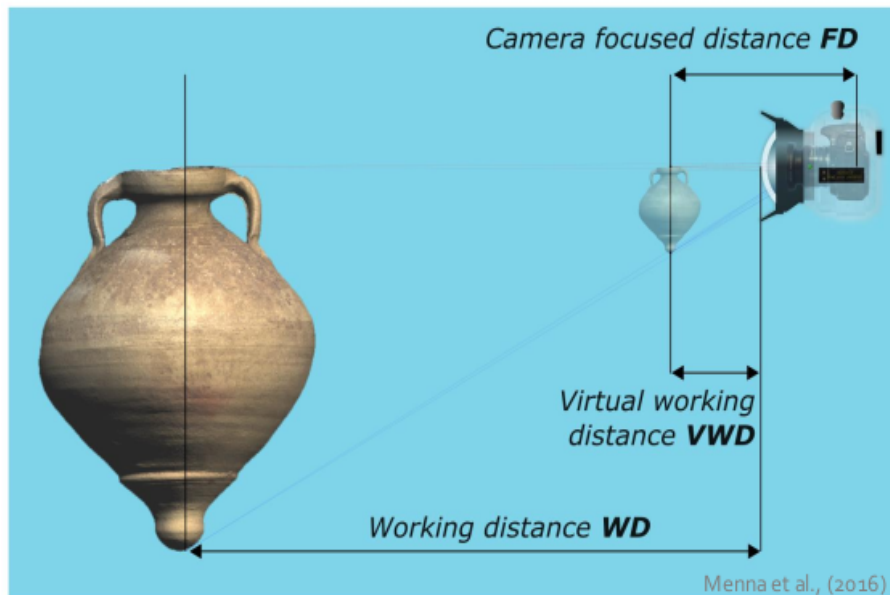 Camera focused distance FD
Virtual working
distance VWD
Working distance WD
Menna et al., (2016)